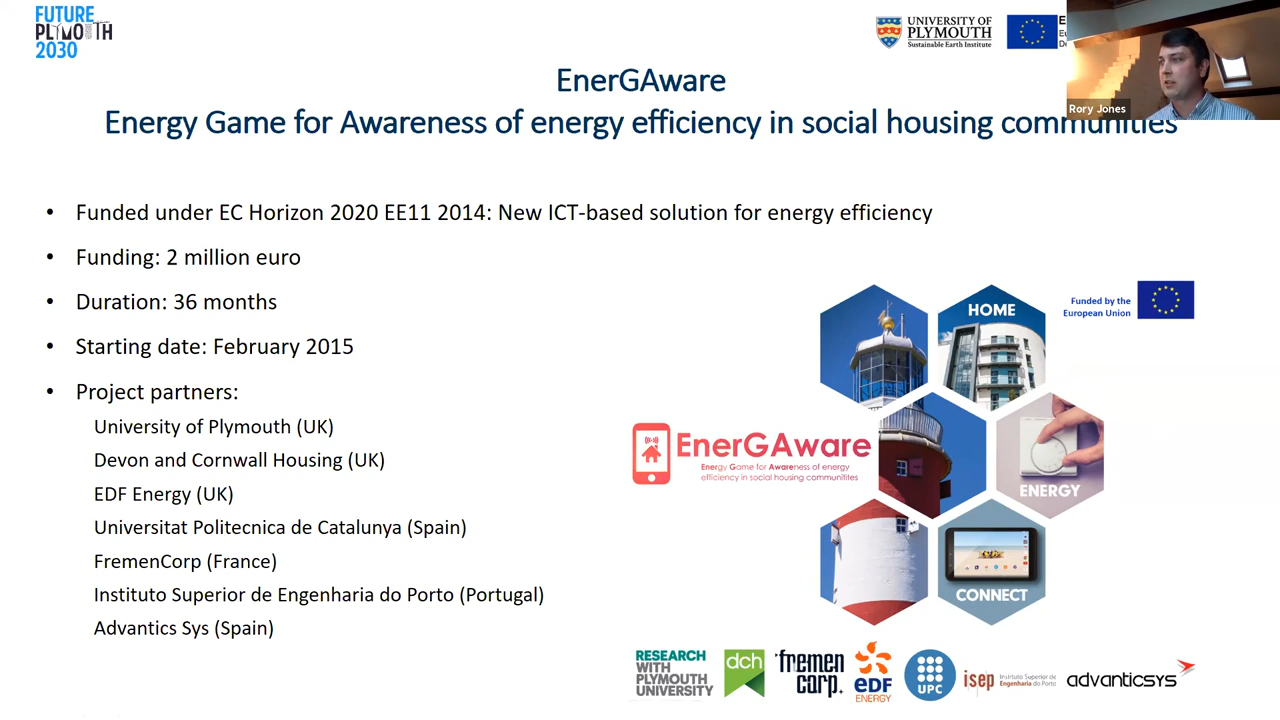 FUTURE
PLYMOUTH
2030
UNIVERSITY OF
PLYMOUTH
Sustainable Earth Institute
Rory Jones
EnerGAware
Energy Game for Awareness of energy efficiency in social housing communities
• Funded under EC Horizon 2020 EE11 2014: New ICT-based solution for energy efficiency
• Funding: 2 million euro
• Duration: 36 months
• Starting date: February 2015
• Project partners:
University of Plymouth (UK)
Devon and Cornwall Housing (UK)
EDF Energy (UK)
Universitat Politecnica de Catalunya (Spain)
FremenCorp (France)
Instituto Superior de Engenharia do Porto (Portugal)
Advantics Sys (Spain)
Funded by the
European Union
HOME
EnerGAware
Energy Game for Awareness of energy
efficiency in social housing communitites
ENERGY
CONNECT
RESEARCH
WITH
PLYMOUTH
UNIVERSITY
dch
fremen
corp.
eDF
ENERGY
UPC
isep
Instituto Superior de
Engenharia do Porto
advanticsys